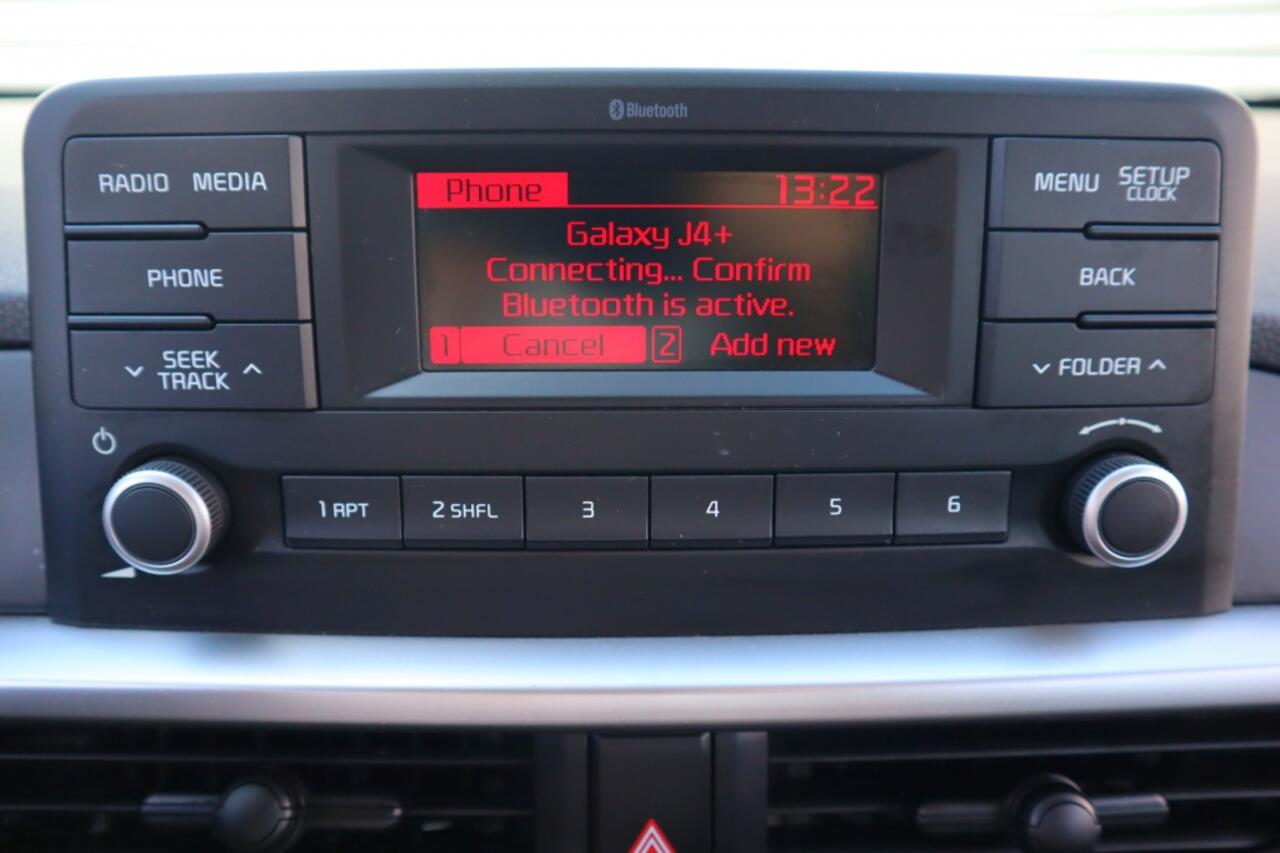 Bluetooth
RADIO MEDIA
PHONE
SEEK
TRACK
Phone 13:22
Galaxy J4+
Connecting... Confirm
Bluetooth is active.
1 Cancel 2 Add new
MENU SETUP
CLOCK
BACK
FOLDER
1 RPT 2 SHFL 3 4 5 6